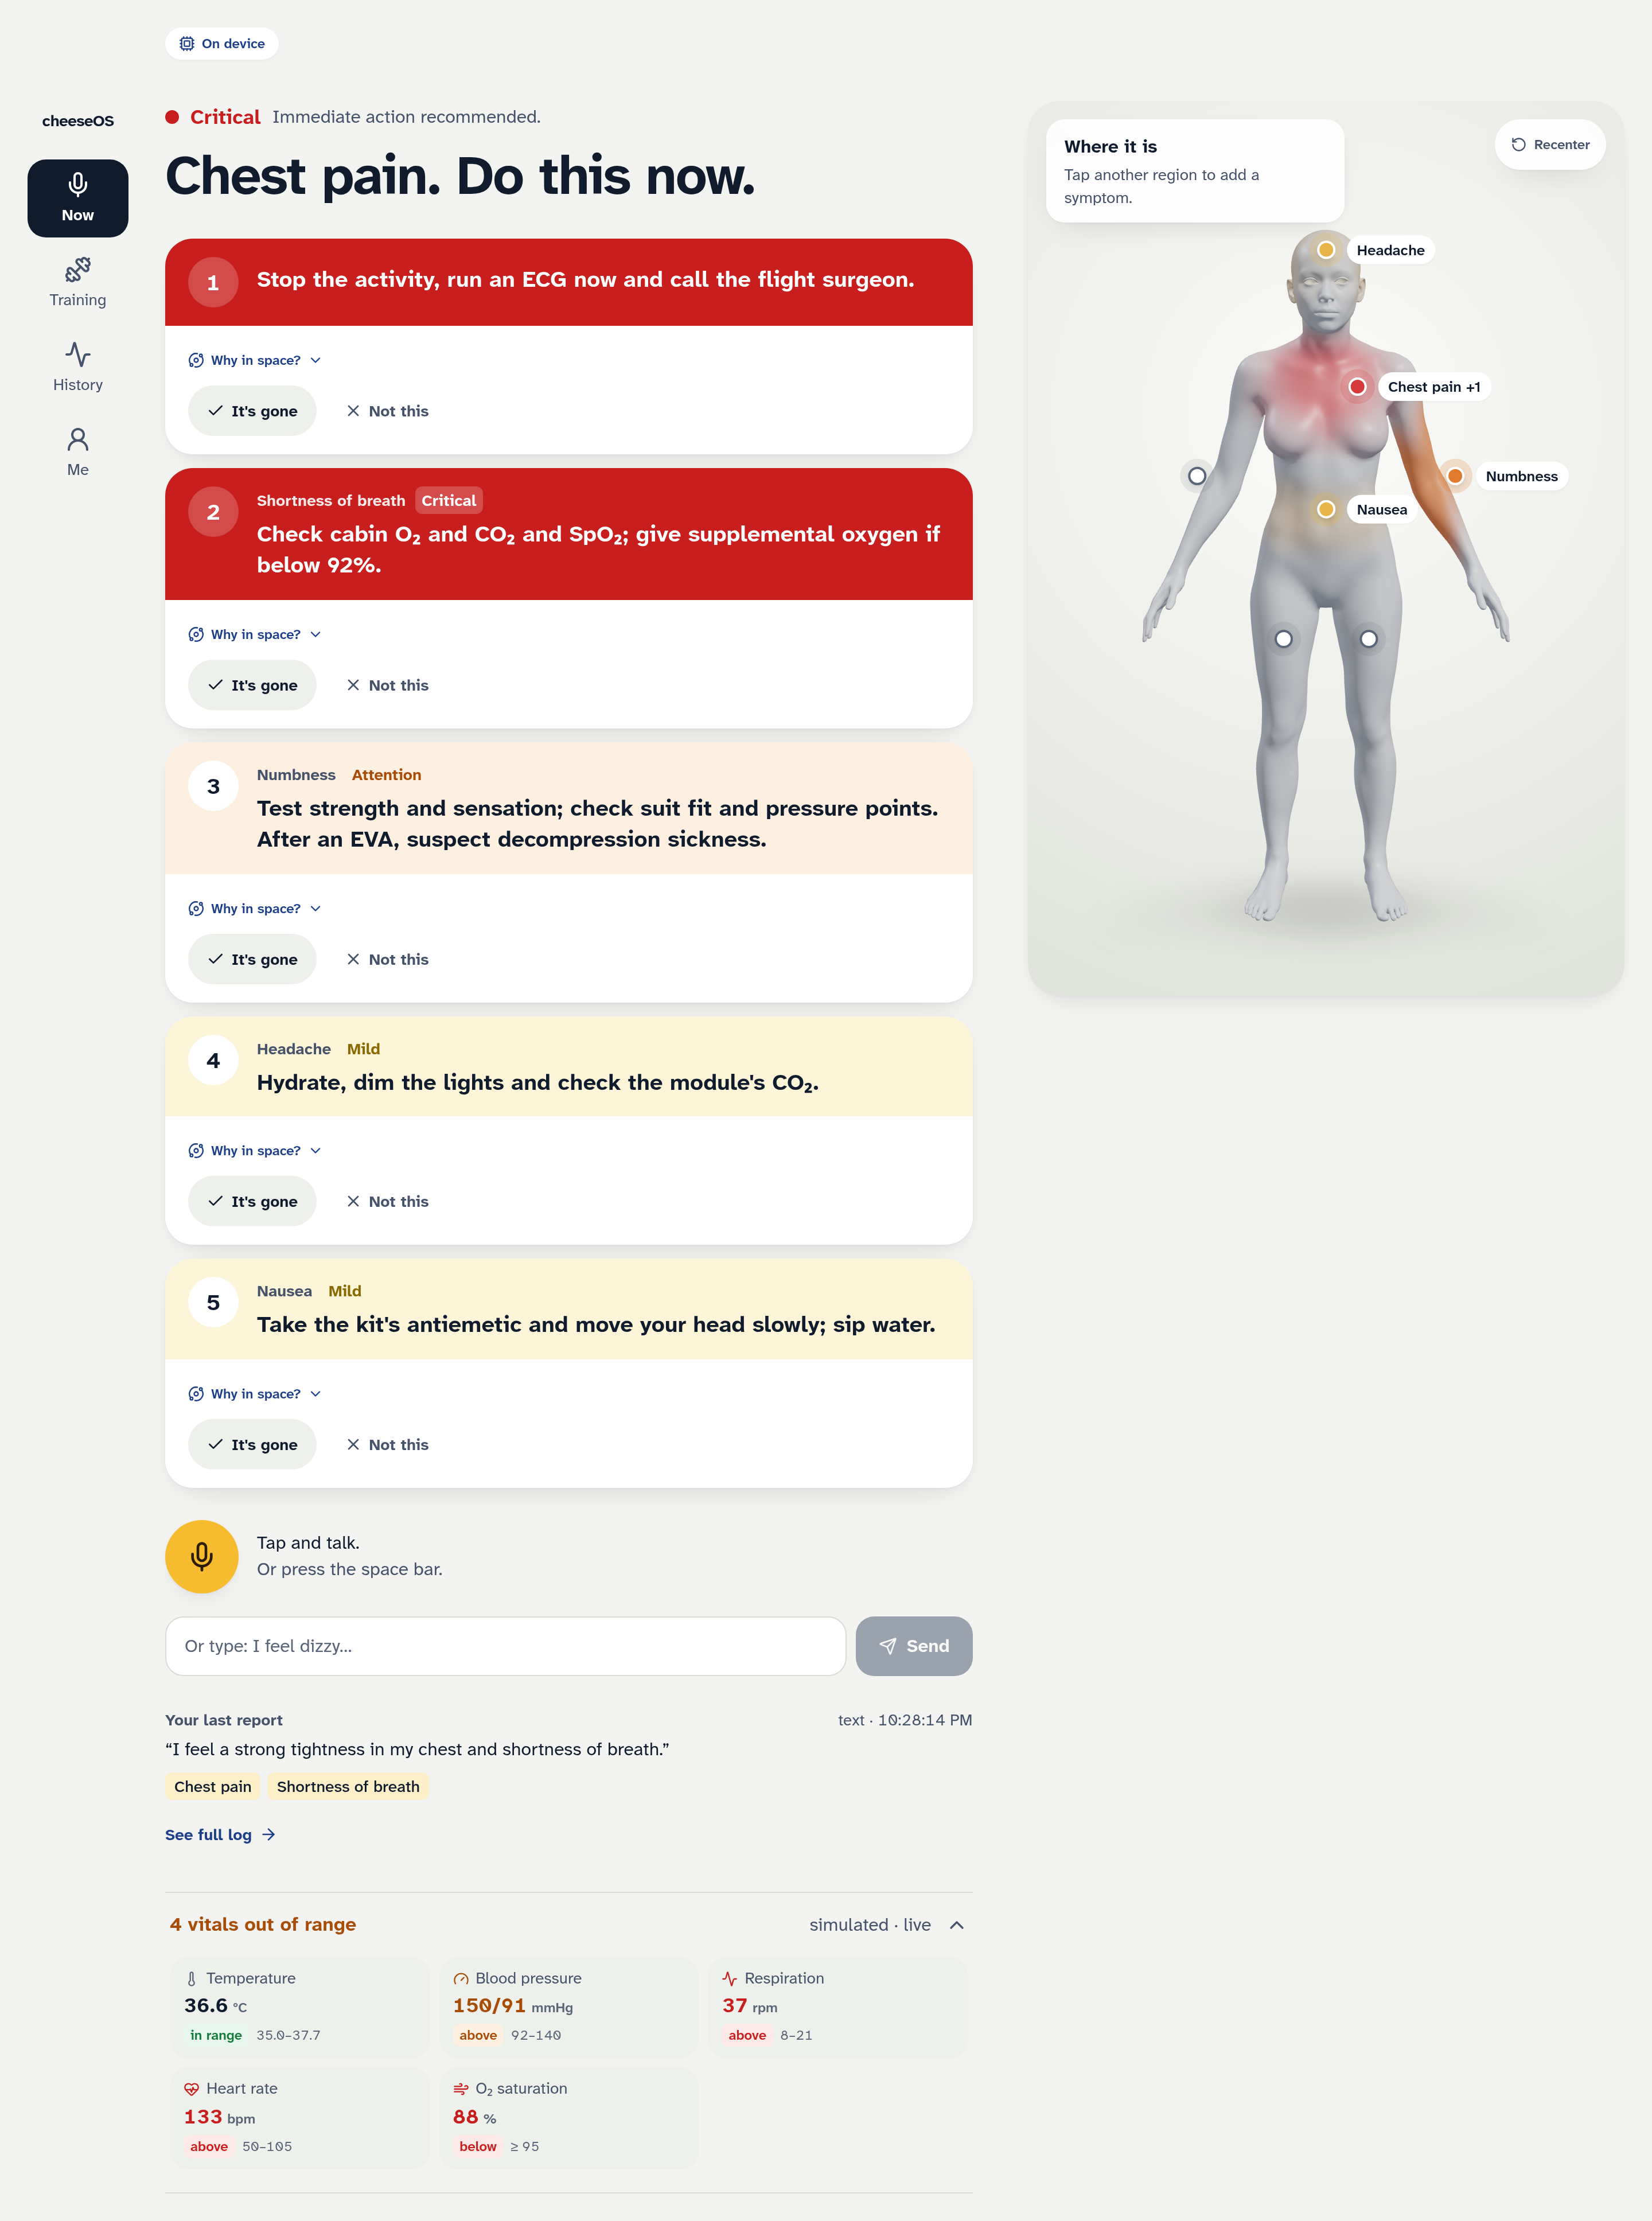 On device
cheeseOS
Now
Training
History
Me
Critical Immediate action recommended.
Chest pain. Do this now.
1
Stop the activity, run an ECG now and call the flight surgeon.
Why in space?
It's gone
Not this
2
Shortness of breath Critical
Check cabin O₂ and CO₂ and SpO₂; give supplemental oxygen if
below 92%.
Why in space?
It's gone
Not this
3
Numbness Attention
Test strength and sensation; check suit fit and pressure points.
After an EVA, suspect decompression sickness.
Why in space?
It's gone
Not this
4
Headache Mild
Hydrate, dim the lights and check the module's CO₂.
Why in space?
It's gone
Not this
5
Nausea Mild
Take the kit's antiemetic and move your head slowly; sip water.
Why in space?
It's gone
Not this
Tap and talk.
Or press the space bar.
Or type: I feel dizzy...
Send
Your last report
text · 10:28:14 PM
“I feel a strong tightness in my chest and shortness of breath.”
Chest pain
Shortness of breath
See full log
4 vitals out of range
simulated · live
Temperature
36.6 °C
in range 35.0–37.7
Blood pressure
150/91 mmHg
above 92–140
Respiration
37 rpm
above 8–21
Heart rate
133 bpm
above 50–105
O₂ saturation
88 %
below ≥ 95
Where it is
Tap another region to add a
symptom.
Recenter
Headache
Chest pain +1
Numbness
Nausea